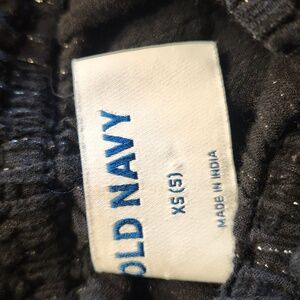 OLD NAVY
XS (5)
MADE IN INDIA